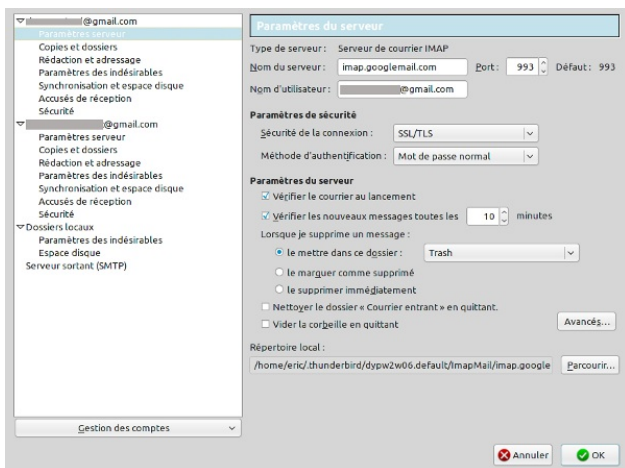 @gmail.com
Paramètres serveur
Copies et dossiers
Rédaction et adressage
Paramètres des indésirables
Synchronisation et espace disque
Accusés de réception
Sécurité
@gmail.com
Paramètres serveur
Copies et dossiers
Rédaction et adressage
Paramètres des indésirables
Synchronisation et espace disque
Accusés de réception
Sécurité
Dossiers locaux
Paramètres des indésirables
Espace disque
Serveur sortant (SMTP)
Gestion des comptes
Paramètres du serveur
Type de serveur : Serveur de courrier IMAP
Nom du serveur : imap.googlemail.com Port : 993 Défaut : 993
Nom d'utilisateur : @gmail.com
Paramètres de sécurité
Sécurité de la connexion : SSL/TLS
Méthode d'authentification : Mot de passe normal
Paramètres du serveur
Vérifier le courrier au lancement
Vérifier les nouveaux messages toutes les 10 minutes
Lorsque je supprime un message :
le mettre dans ce dossier : Trash
le marquer comme supprimé
le supprimer immédiatement
Nettoyer le dossier « Courrier entrant » en quittant.
Vider la corbeille en quittant
Avancés...
Répertoire local :
/home/eric/.thunderbird/dypw2w06.default/ImapMail/imap.google Parcourir...
Annuler OK